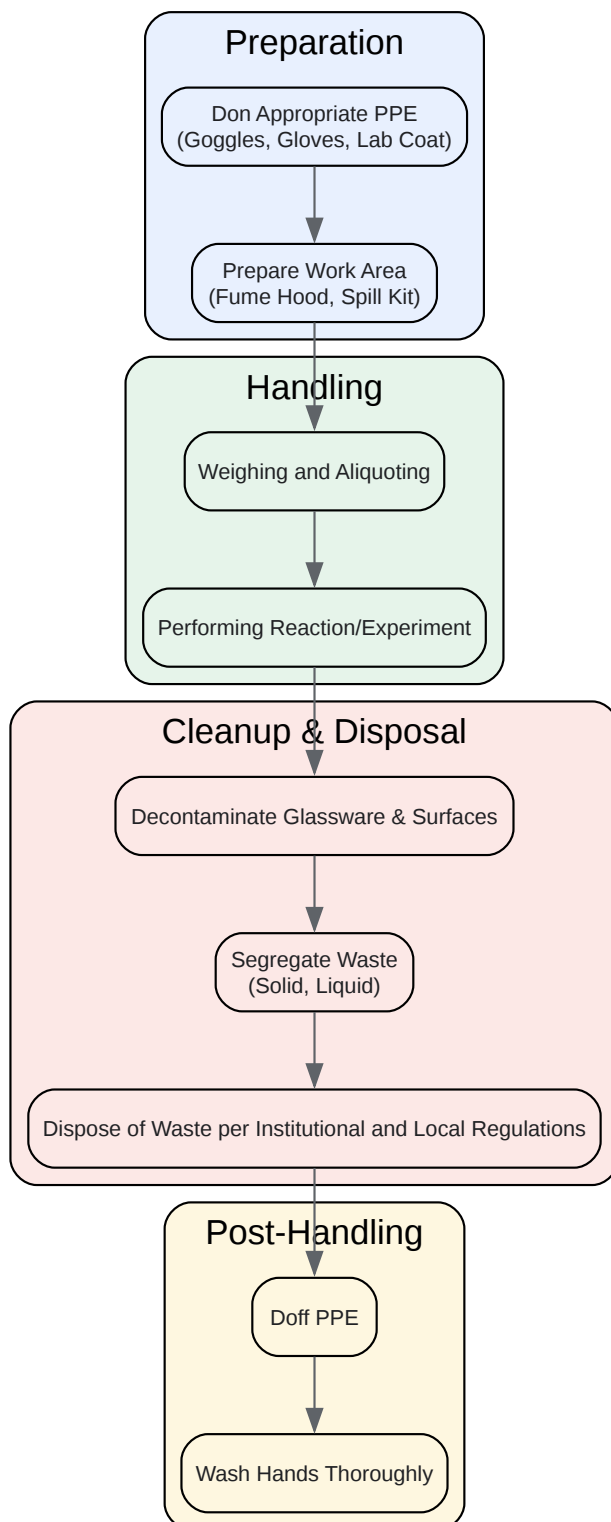 Preparation
Don Appropriate PPE
(Goggles, Gloves, Lab Coat)
Prepare Work Area
(Fume Hood, Spill Kit)
Handling
Weighing and Aliquoting
Performing Reaction/Experiment
Cleanup & Disposal
Decontaminate Glassware & Surfaces
Segregate Waste
(Solid, Liquid)
Dispose of Waste per Institutional and Local Regulations
Post-Handling
Doff PPE
Wash Hands Thoroughly